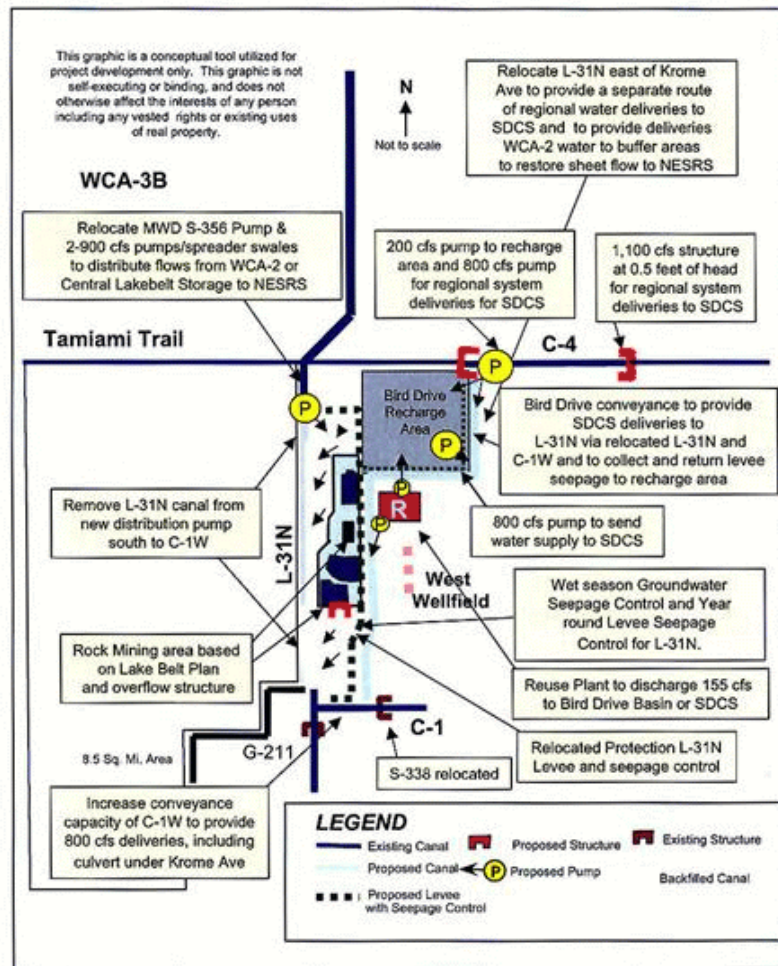 This graphic is a conceptual tool utilized for
project development only. This graphic is not
self-executing or binding, and does not
otherwise affect the interests of any person
including any vested rights or existing uses
of real property.
N
Not to scale
Relocate L-31N east of Krome
Ave to provide a separate route
of regional water deliveries to
SDCS and to provide deliveries
WCA-2 water to buffer areas
to restore sheet flow to NESRS
WCA-3B
Relocate MWD S-356 Pump &
2-900 cfs pumps/spreader swales
to distribute flows from WCA-2 or
Central Lakebelt Storage to NESRS
200 cfs pump to recharge
area and 800 cfs pump
for regional system
deliveries for SDCS
1,100 cfs structure
at 0.5 feet of head
for regional system
deliveries to SDCS
Tamiami Trail
C-4
P
P
Bird Drive
Recharge
Area
P
Bird Drive conveyance to provide
SDCS deliveries to
L-31N via relocated L-31N and
C-1W and to collect and return levee
seepage to recharge area
Remove L-31N canal from
new distribution pump
south to C-1W
L-31N
P
R
P
800 cfs pump to send
water supply to SDCS
West
Wellfield
Wet season Groundwater
Seepage Control and Year
round Levee Seepage
Control for L-31N.
Rock Mining area based
on Lake Belt Plan
and overflow structure
Reuse Plant to discharge 155 cfs
to Bird Drive Basin or SDCS
8.5 Sq. Mi. Area
G-211
C-1
S-338 relocated
Relocated Protection L-31N
Levee and seepage control
Increase conveyance
capacity of C-1W to provide
800 cfs deliveries, including
culvert under Krome Ave
LEGEND
Existing Canal
Proposed Structure
Existing Structure
Proposed Canal
P
Proposed Pump
Backfilled Canal
Proposed Levee
with Seepage Control